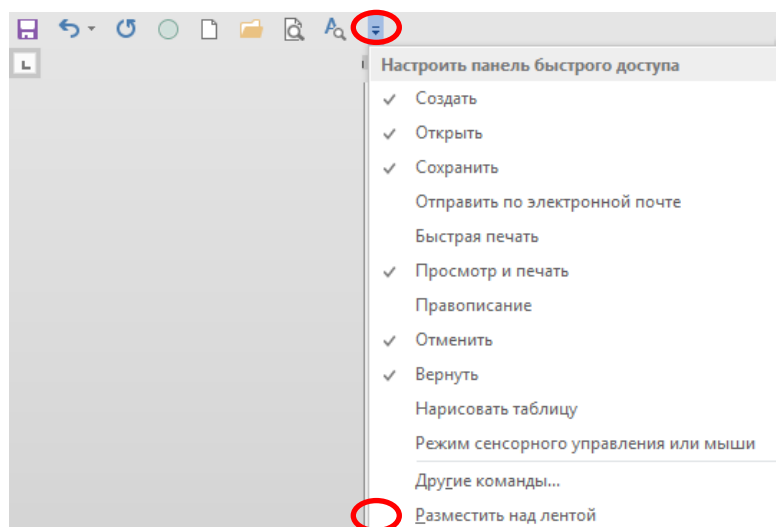 Настроить панель быстрого доступа
Создать
Открыть
Сохранить
Отправить по электронной почте
Быстрая печать
Просмотр и печать
Правописание
Отменить
Вернуть
Нарисовать таблицу
Режим сенсорного управления или мыши
Другие команды...
Разместить над лентой